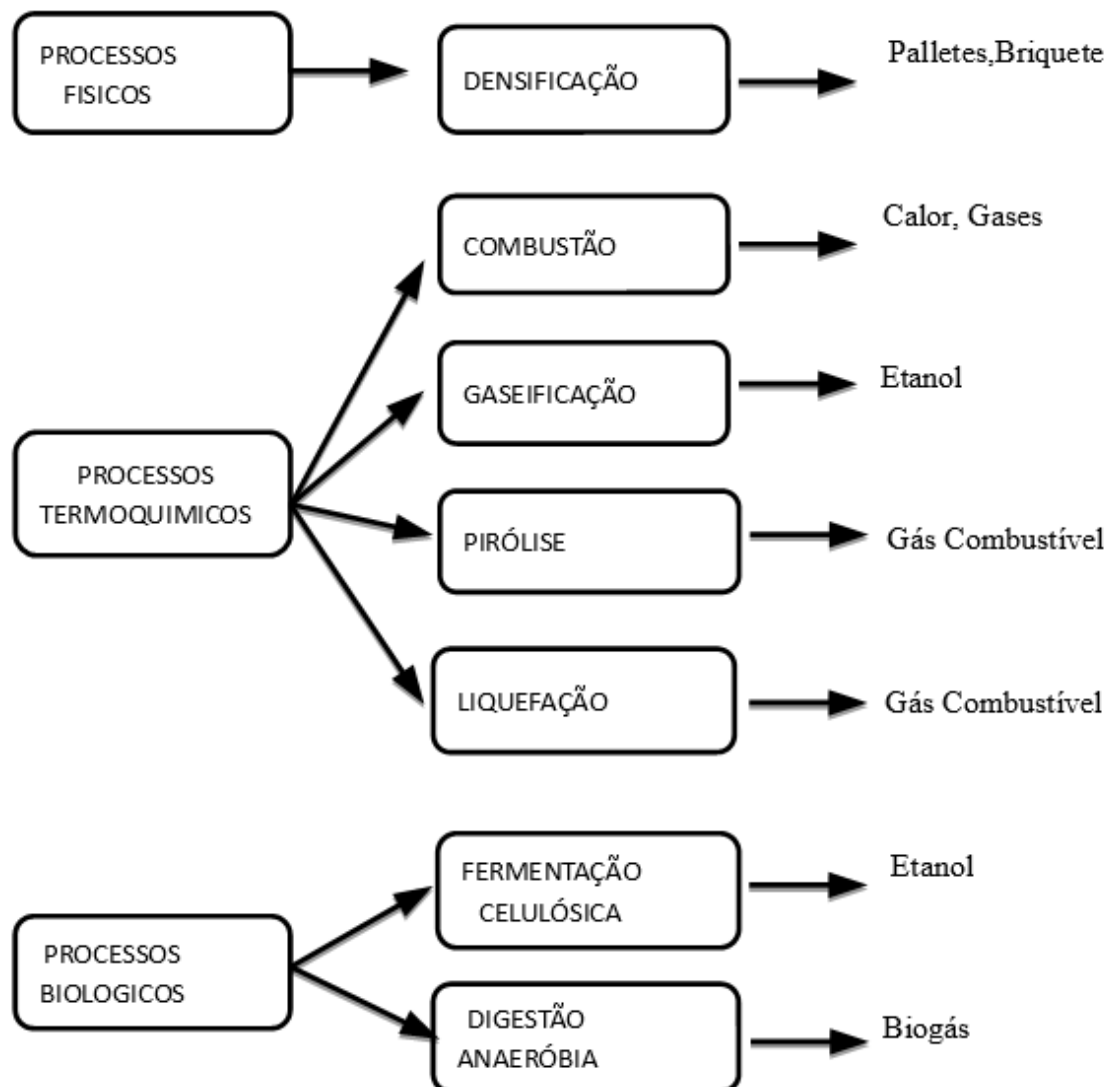 PROCESSOS
FISICOS
DENSIFICAÇÃO
Palletes,Briquete
PROCESSOS
TERMOQUIMICOS
COMBUSTÃO
Calor, Gases
GASEIFICAÇÃO
Etanol
PIRÓLISE
Gás Combustível
LIQUEFAÇÃO
Gás Combustível
PROCESSOS
BIOLOGICOS
FERMENTAÇÃO
CELULÓSICA
Etanol
DIGESTÃO
ANAERÓBIA
Biogás